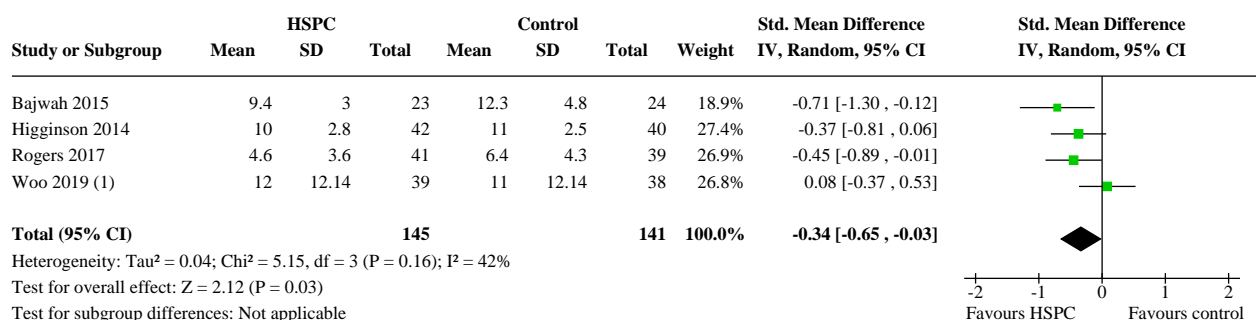 HSPC Control Std. Mean Difference Std. Mean Difference
Study or Subgroup Mean SD Total Mean SD Total Weight IV, Random, 95% CI IV, Random, 95% CI
Bajwah 2015 9.4 3 23 12.3 4.8 24 18.9% -0.71 [-1.30 , -0.12]
Higginson 2014 10 2.8 42 11 2.5 40 27.4% -0.37 [-0.81 , 0.06]
Rogers 2017 4.6 3.6 41 6.4 4.3 39 26.9% -0.45 [-0.89 , -0.01]
Woo 2019 (1) 12 12.14 39 11 12.14 38 26.8% 0.08 [-0.37 , 0.53]
Total (95% CI) 145 141 100.0% -0.34 [-0.65 , -0.03]
Heterogeneity: Tau² = 0.04; Chi² = 5.15, df = 3 (P = 0.16); I² = 42%
Test for overall effect: Z = 2.12 (P = 0.03)
Test for subgroup differences: Not applicable
-2 -1 0 1 2
Favours HSPC Favours control